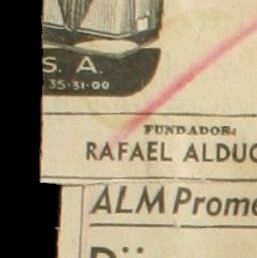 S. A.
35-31-00
FUNDADOR:
RAFAEL ALDUC
ALM Prome